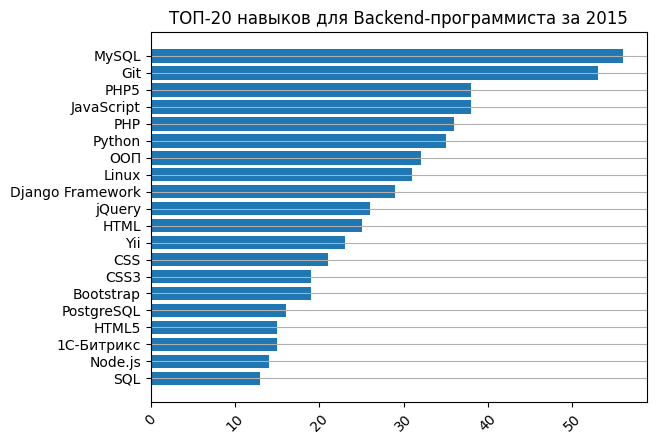 ТОП-20 навыков для Backend-программиста за 2015
MySQL
Git
PHP5
JavaScript
PHP
Python
ООП
Linux
Django Framework
jQuery
HTML
Yii
CSS
CSS3
Bootstrap
PostgreSQL
HTML5
1С-Битрикс
Node.js
SQL
0 10 20 30 40 50